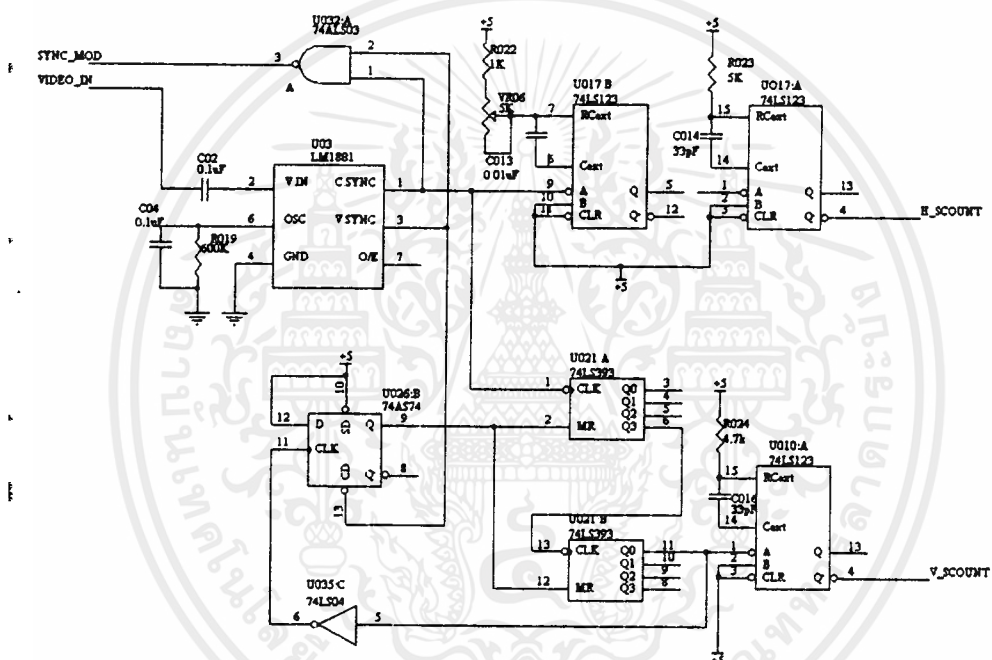 U032:A
74ALS03
SYNC_MOD
3
2
1
A
VIDEO_IN
C02
0.1uF
U03
LM1881
2
VIN
CSYNC
1
6
OSC
VSYNC
3
4
GND
O/E
7
C04
0.1uF
R019
600K
+5
R022
1K
VR06
5K
C013
0.01uF
U017 B
74LS123
7
RCext
6
Cext
9
A
10
B
11
CLR
Q
5
Q'
12
+5
+5
R023
5K
C014
33pF
U017:A
74LS123
15
RCext
14
Cext
1
A
2
B
3
CLR
Q
13
Q'
4
H_SCOUNT
+5
U026:B
74AS74
10
12
D
SD
Q
9
11
CLK
CD
Q'
8
13
U021 A
74LS393
1
CLK
Q0
3
Q1
4
Q2
5
Q3
6
2
MR
U021 B
74LS393
13
CLK
Q0
11
Q1
10
Q2
9
Q3
8
12
MR
U035:C
74LS04
6
5
+5
R024
4.7k
C016
33pF
U010:A
74LS123
15
RCext
14
Cext
1
A
2
B
3
CLR
Q
13
Q'
4
V_SCOUNT
+5